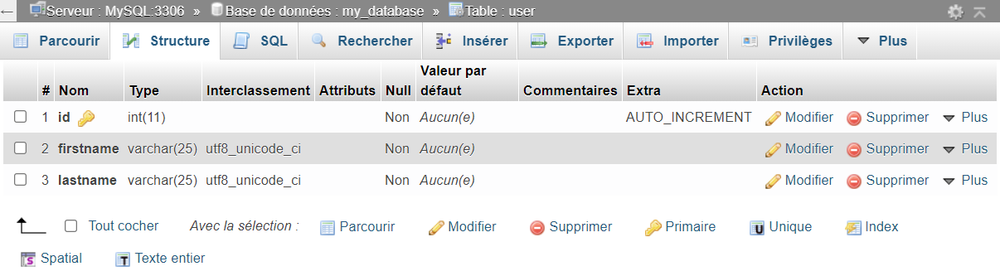 Serveur : MySQL:3306 » Base de données : my_database » Table : user
Parcourir Structure SQL Rechercher Insérer Exporter Importer Privilèges Plus
# Nom Type Interclassement Attributs Null Valeur par défaut Commentaires Extra Action
1 id int(11) Non Aucun(e) AUTO_INCREMENT Modifier Supprimer Plus
2 firstname varchar(25) utf8_unicode_ci Non Aucun(e) Modifier Supprimer Plus
3 lastname varchar(25) utf8_unicode_ci Non Aucun(e) Modifier Supprimer Plus
Tout cocher Avec la sélection : Parcourir Modifier Supprimer Primaire Unique Index
Spatial Texte entier